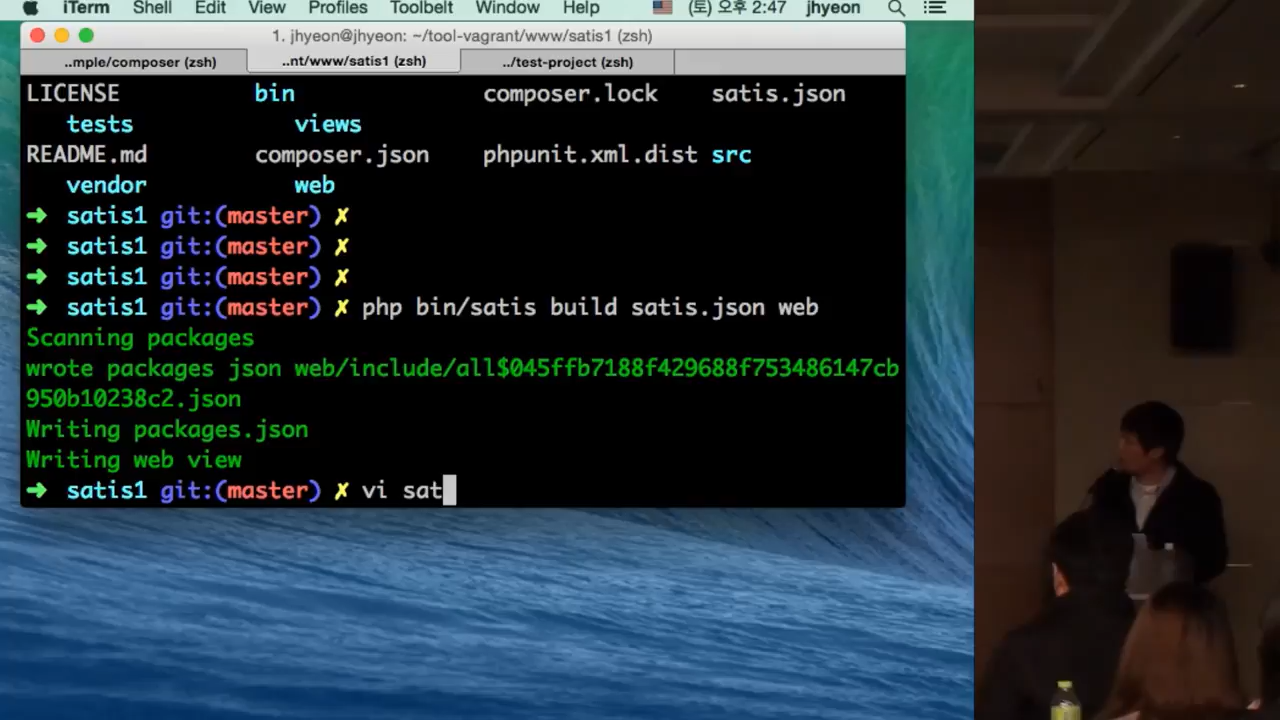 iTerm Shell Edit View Profiles Toolbelt Window Help (토) 오후 2:47 jhyeon
1. jhyeon@jhyeon: ~/tool-vagrant/www/satis1 (zsh)
..mple/composer (zsh) ..nt/www/satis1 (zsh) ../test-project (zsh)
LICENSE bin composer.lock satis.json
tests views
README.md composer.json phpunit.xml.dist src
vendor web
➜ satis1 git:(master) ✗
➜ satis1 git:(master) ✗
➜ satis1 git:(master) ✗
➜ satis1 git:(master) ✗ php bin/satis build satis.json web
Scanning packages
wrote packages json web/include/all$045ffb7188f429688f753486147cb
950b10238c2.json
Writing packages.json
Writing web view
➜ satis1 git:(master) ✗ vi sat